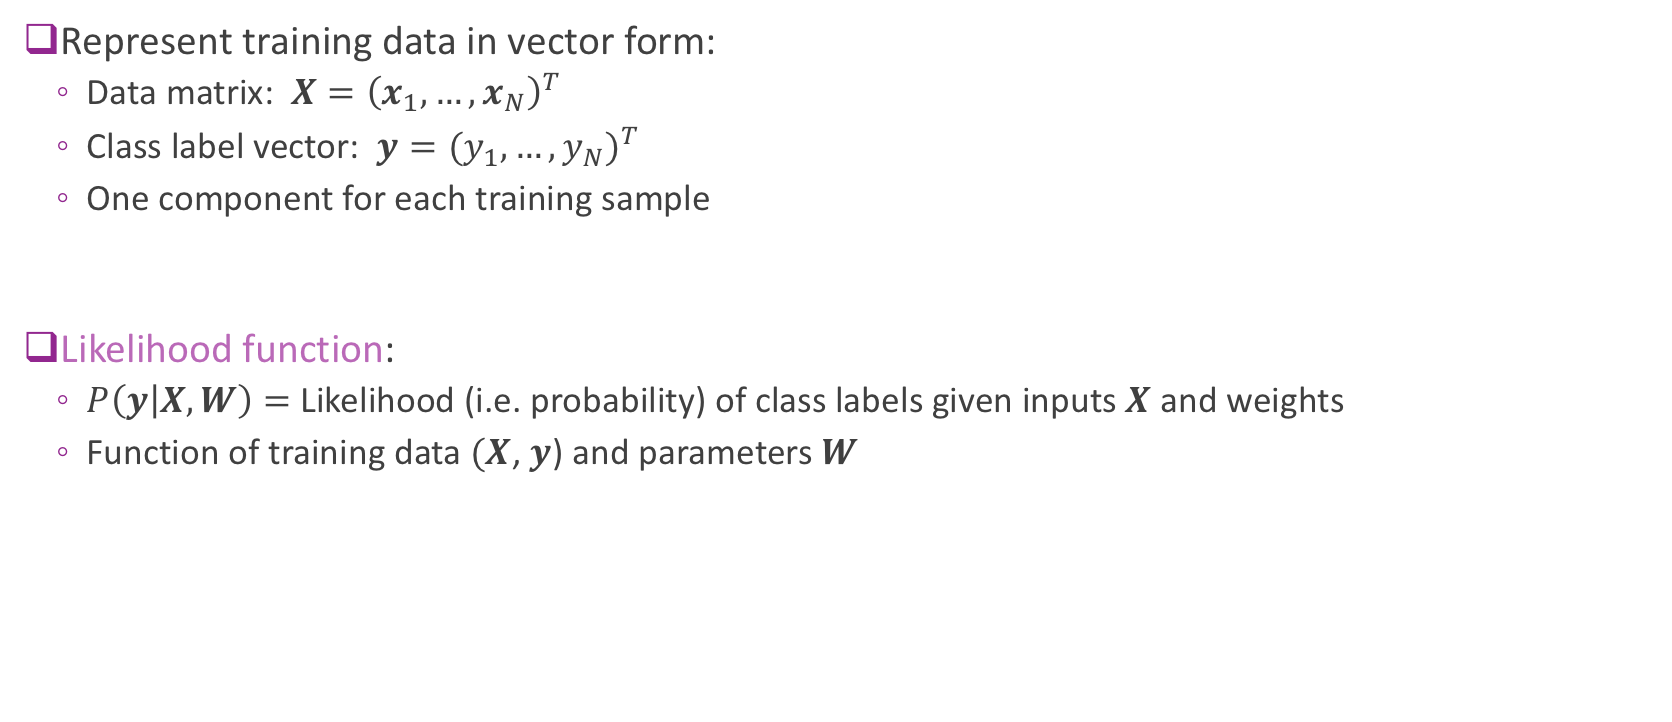 ❑Represent training data in vector form:
◦ Data matrix: 𝑿 = (𝒙₁, … , 𝒙_N)^T
◦ Class label vector: 𝒚 = (𝑦₁, … , 𝑦_N)^T
◦ One component for each training sample
❑Likelihood function:
◦ 𝑃(𝒚|𝑿, 𝑾) = Likelihood (i.e. probability) of class labels given inputs 𝑿 and weights
◦ Function of training data (𝑿, 𝒚) and parameters 𝑾